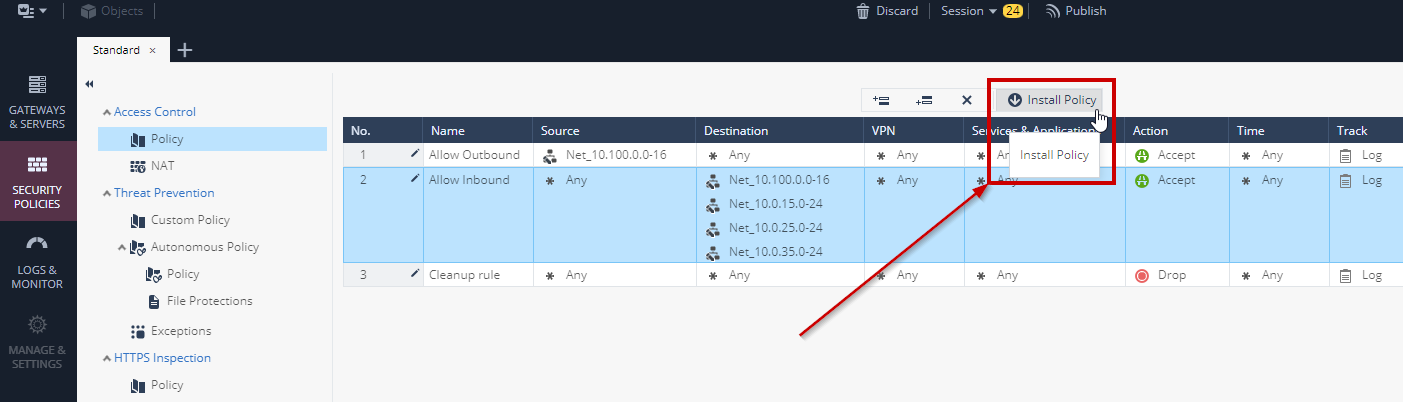 Objects
Discard
Session 24
Publish
Standard ×
GATEWAYS
& SERVERS
SECURITY
POLICIES
LOGS &
MONITOR
MANAGE &
SETTINGS
Access Control
Policy
NAT
Threat Prevention
Custom Policy
Autonomous Policy
Policy
File Protections
Exceptions
HTTPS Inspection
Policy
Install Policy
No. Name Source Destination VPN Services & Applications Action Time Track
1 Allow Outbound Net_10.100.0.0-16 * Any * Any * An Accept * Any Log
Install Policy
2 Allow Inbound * Any Net_10.100.0.0-16 * Any * Any Accept * Any Log
Net_10.0.15.0-24
Net_10.0.25.0-24
Net_10.0.35.0-24
3 Cleanup rule * Any * Any * Any * Any Drop * Any Log